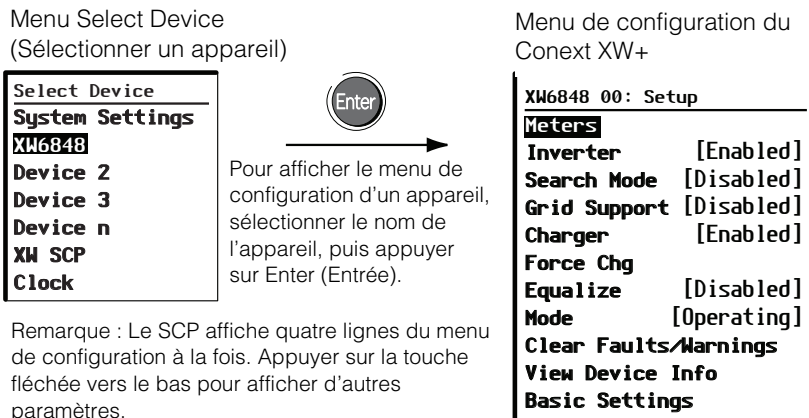 Menu Select Device
(Sélectionner un appareil)
Select Device
System Settings
XW6848
Device 2
Device 3
Device n
XW SCP
Clock
Enter
Pour afficher le menu de
configuration d'un appareil,
sélectionner le nom de
l'appareil, puis appuyer
sur Enter (Entrée).
Remarque : Le SCP affiche quatre lignes du menu
de configuration à la fois. Appuyer sur la touche
fléchée vers le bas pour afficher d'autres
paramètres.
Menu de configuration du
Conext XW+
XW6848 00: Setup
Meters
Inverter [Enabled]
Search Mode [Disabled]
Grid Support [Disabled]
Charger [Enabled]
Force Chg
Equalize [Disabled]
Mode [Operating]
Clear Faults/Warnings
View Device Info
Basic Settings